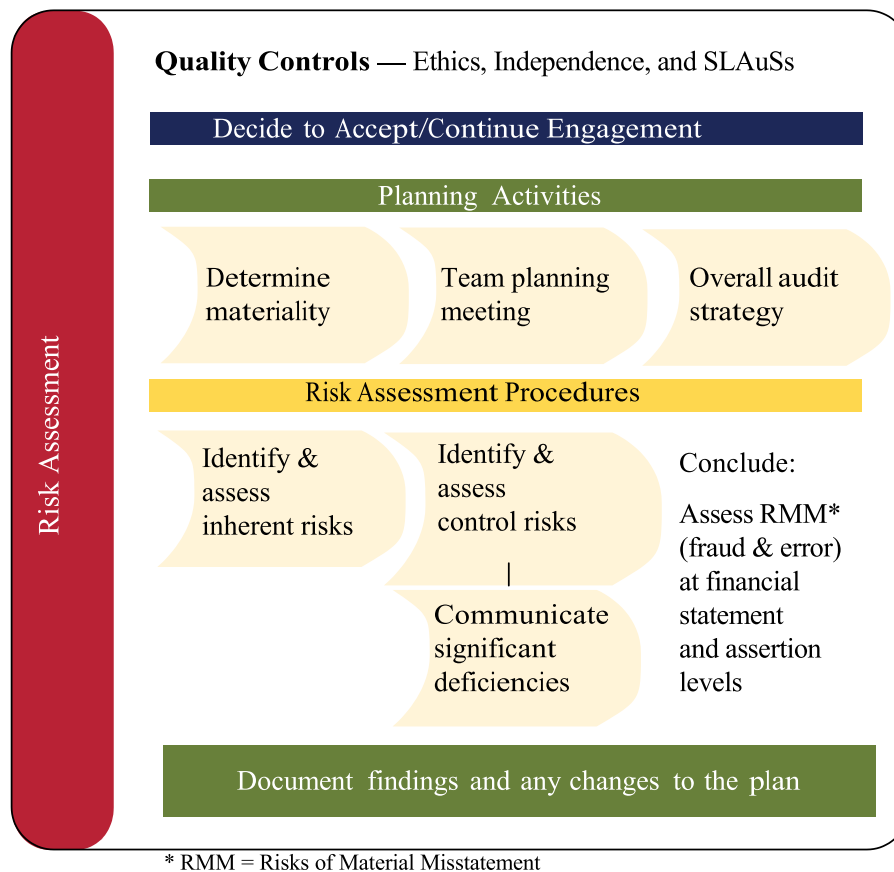 Quality Controls — Ethics, Independence, and SLAuSs
Decide to Accept/Continue Engagement
Planning Activities
Determine
materiality
Team planning
meeting
Overall audit
strategy
Risk Assessment
Risk Assessment Procedures
Identify &
assess
inherent risks
Identify &
assess
control risks
Communicate
significant
deficiencies
Conclude:
Assess RMM*
(fraud & error)
at financial
statement
and assertion
levels
Document findings and any changes to the plan
* RMM = Risks of Material Misstatement